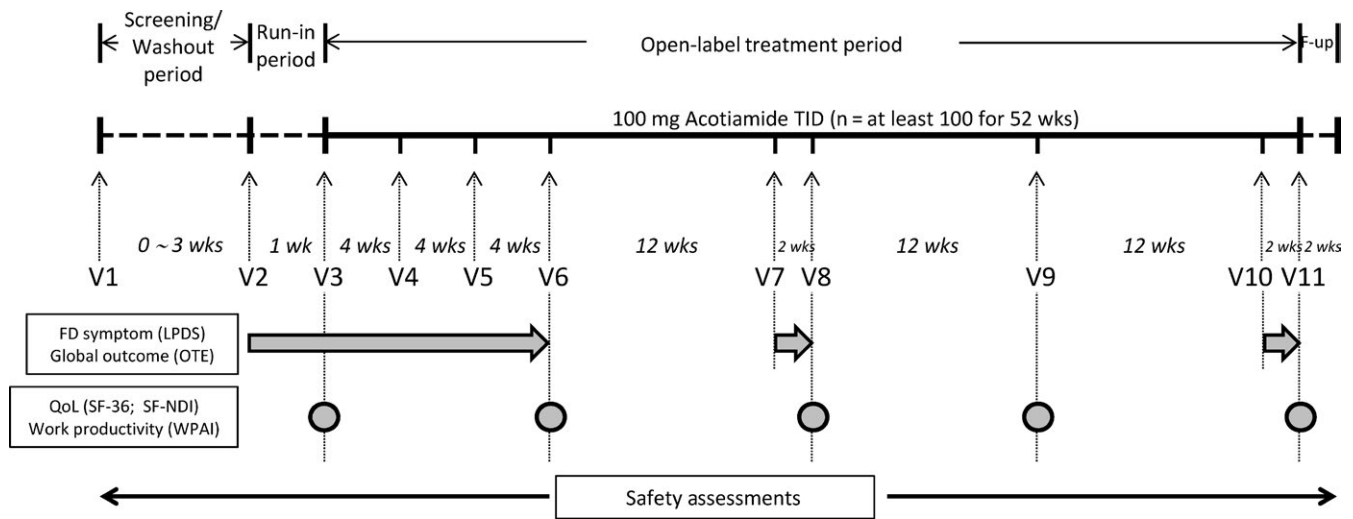 Screening/
Washout
period
Run-in
period
Open-label treatment period
F-up
100 mg Acotiamide TID (n = at least 100 for 52 wks)
0 ~ 3 wks
1 wk
4 wks
4 wks
4 wks
12 wks
2 wks
12 wks
12 wks
2 wks
2 wks
V1
V2
V3
V4
V5
V6
V7
V8
V9
V10
V11
FD symptom (LPDS)
Global outcome (OTE)
QoL (SF-36; SF-NDI)
Work productivity (WPAI)
Safety assessments